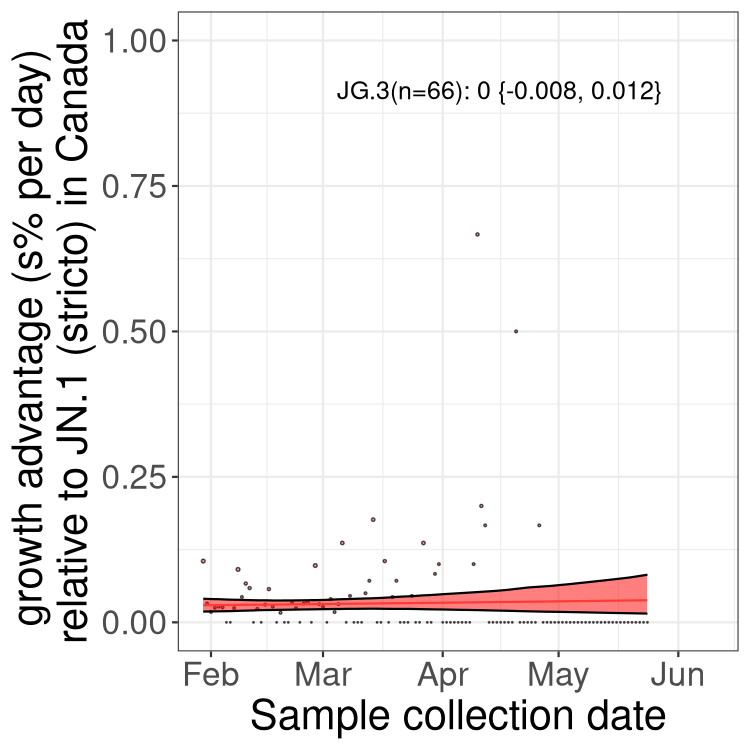 growth advantage (s% per day)
relative to JN.1 (stricto) in Canada
1.00
0.75
0.50
0.25
0.00
JG.3(n=66): 0 {-0.008, 0.012}
Feb Mar Apr May Jun
Sample collection date